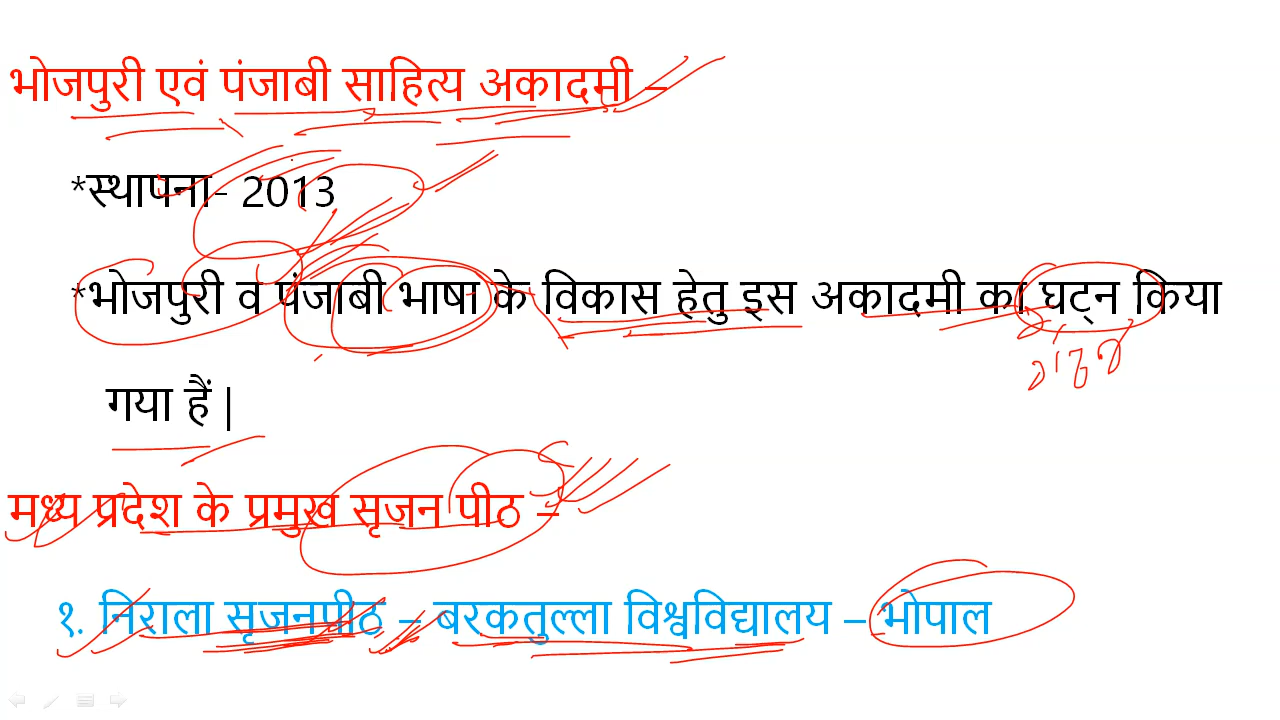 भोजपुरी एवं पंजाबी साहित्य अकादमी –
*स्थापना- 2013
*भोजपुरी व पंजाबी भाषा के विकास हेतु इस अकादमी का घट्न किया
गया हैं |
मध्य प्रदेश के प्रमुख सृजन पीठ –
१. निराला सृजनपीठ – बरकतुल्ला विश्वविद्यालय – भोपाल